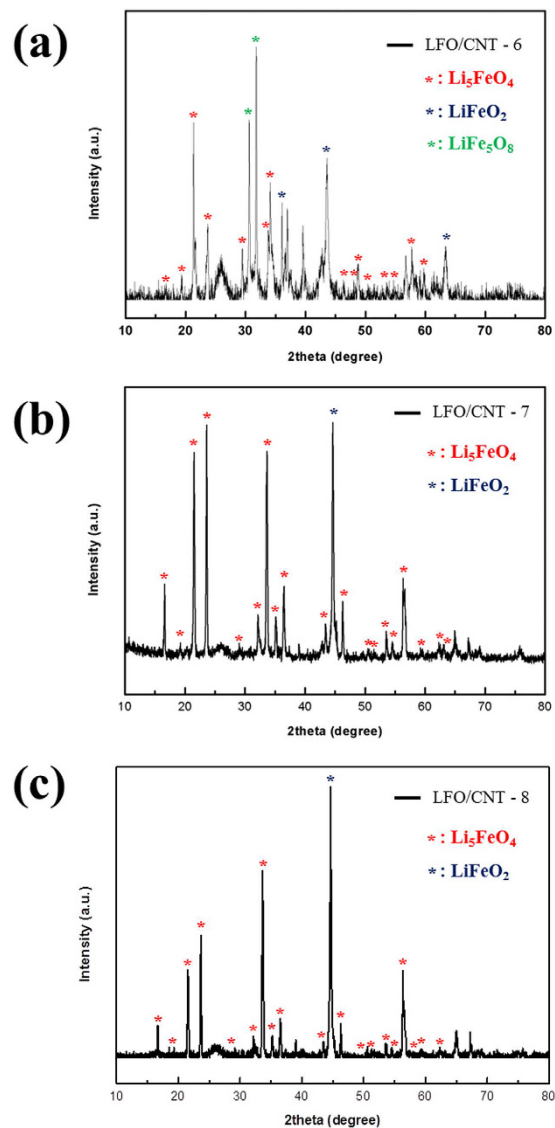 (a)
LFO/CNT - 6
* : Li₅FeO₄
* : LiFeO₂
* : LiFe₅O₈
Intensity (a.u.)
10 20 30 40 50 60 70 80
2theta (degree)
(b)
LFO/CNT - 7
* : Li₅FeO₄
* : LiFeO₂
Intensity (a.u.)
10 20 30 40 50 60 70 80
2theta (degree)
(c)
LFO/CNT - 8
* : Li₅FeO₄
* : LiFeO₂
Intensity (a.u.)
10 20 30 40 50 60 70 80
2theta (degree)